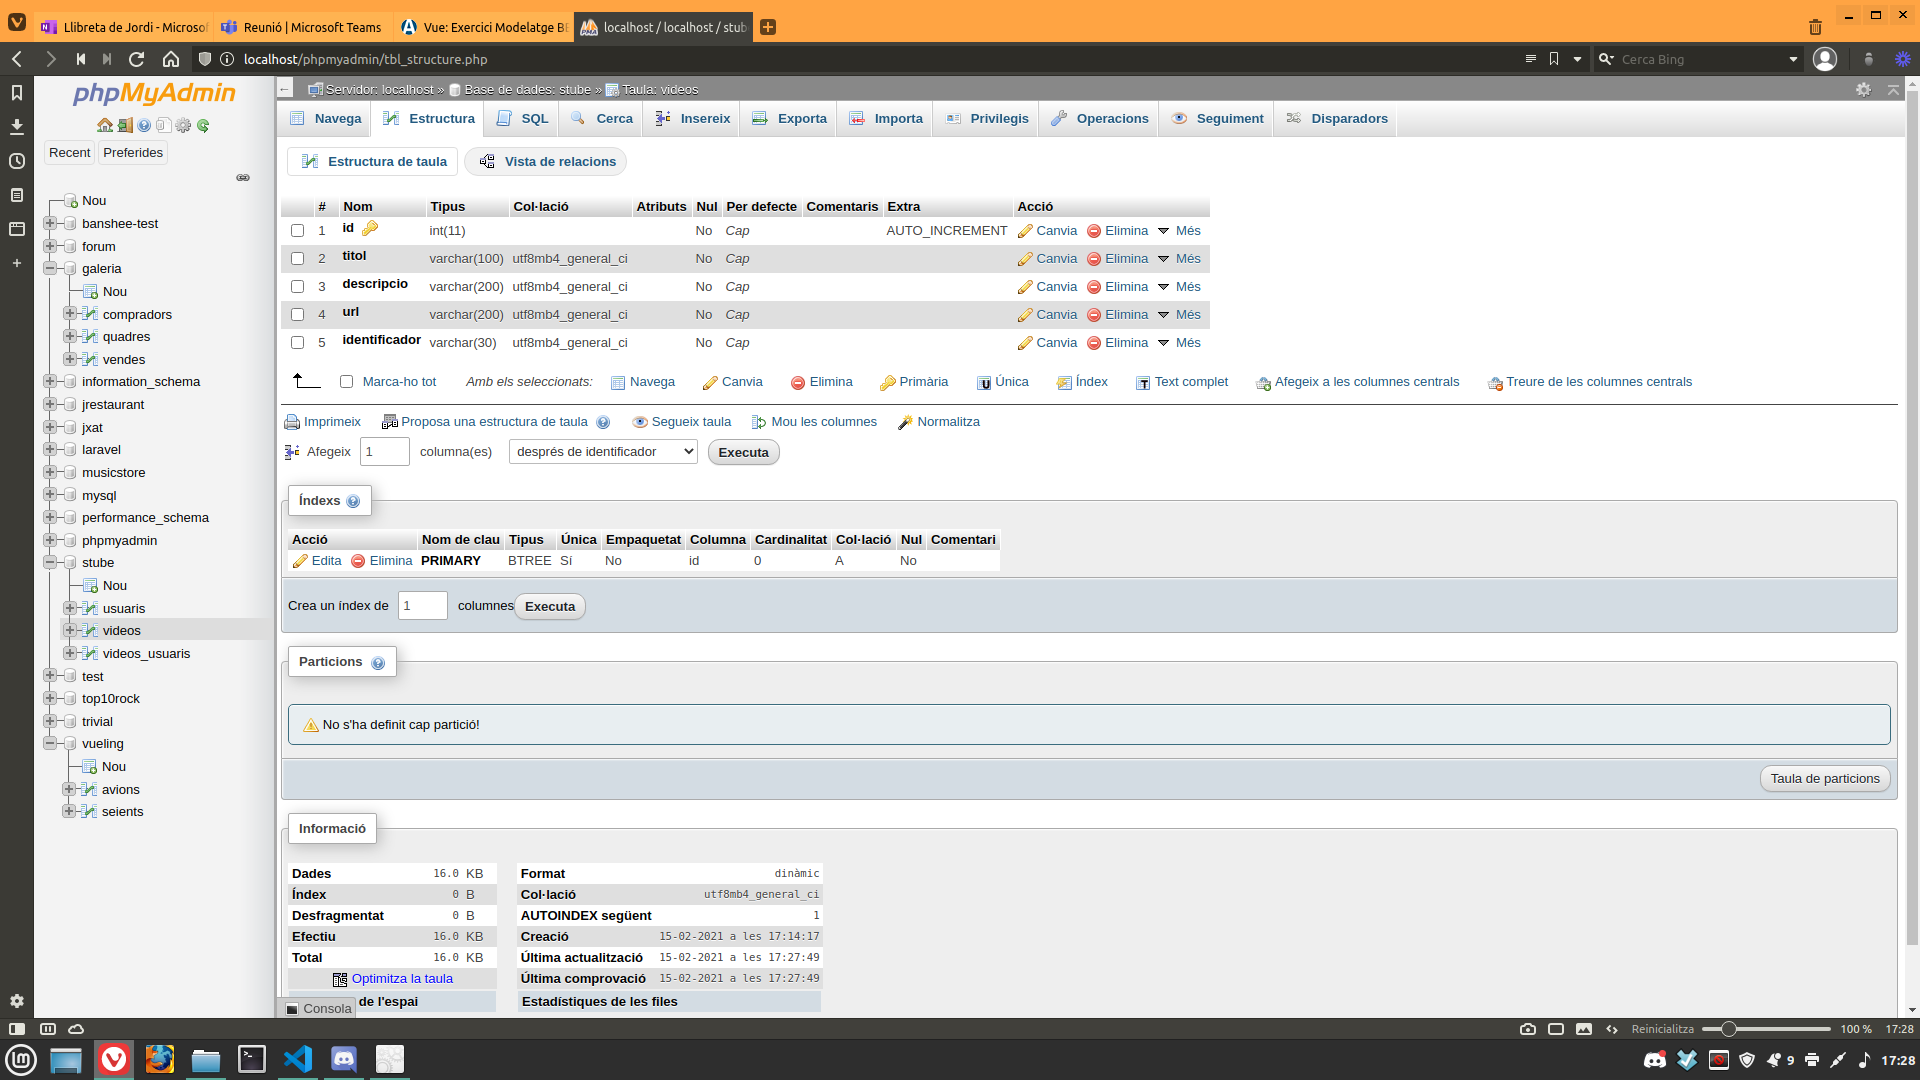 Llibreta de Jordi - Microsof
Reunió | Microsoft Teams
Vue: Exercici Modelatge BE
localhost / localhost / stub
localhost/phpmyadmin/tbl_structure.php
Cerca Bing
phpMyAdmin
Recent Preferides
Nou
banshee-test
forum
galeria
Nou
compradors
quadres
vendes
information_schema
jrestaurant
jxat
laravel
musicstore
mysql
performance_schema
phpmyadmin
stube
Nou
usuaris
videos
videos_usuaris
test
top10rock
trivial
vueling
Nou
avions
seients
Servidor: localhost » Base de dades: stube » Taula: videos
Navega Estructura SQL Cerca Insereix Exporta Importa Privilegis Operacions Seguiment Disparadors
Estructura de taula Vista de relacions
# Nom Tipus Col·lació Atributs Nul Per defecte Comentaris Extra Acció
1 id int(11) No Cap AUTO_INCREMENT Canvia Elimina Més
2 titol varchar(100) utf8mb4_general_ci No Cap Canvia Elimina Més
3 descripcio varchar(200) utf8mb4_general_ci No Cap Canvia Elimina Més
4 url varchar(200) utf8mb4_general_ci No Cap Canvia Elimina Més
5 identificador varchar(30) utf8mb4_general_ci No Cap Canvia Elimina Més
Marca-ho tot Amb els seleccionats: Navega Canvia Elimina Primària Única Índex Text complet Afegeix a les columnes centrals Treure de les columnes centrals
Imprimeix Proposa una estructura de taula Segueix taula Mou les columnes Normalitza
Afegeix 1 columna(es) després de identificador Executa
Índexs
Acció Nom de clau Tipus Única Empaquetat Columna Cardinalitat Col·lació Nul Comentari
Edita Elimina PRIMARY BTREE Sí No id 0 A No
Crea un índex de 1 columnes Executa
Particions
No s'ha definit cap partició!
Taula de particions
Informació
Dades 16.0 KB
Índex 0 B
Desfragmentat 0 B
Efectiu 16.0 KB
Total 16.0 KB
Optimitza la taula
de l'espai
Format dinàmic
Col·lació utf8mb4_general_ci
AUTOINDEX següent 1
Creació 15-02-2021 a les 17:14:17
Última actualització 15-02-2021 a les 17:27:49
Última comprovació 15-02-2021 a les 17:27:49
Estadístiques de les files
Consola
Reinicialitza 100 % 17:28
9 17:28